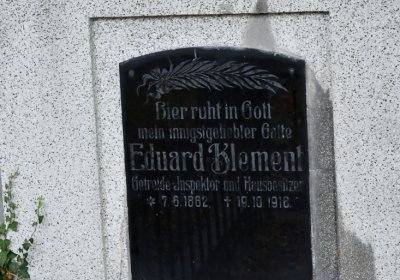 Hier ruht in Gott
mein innigstgeliebter Gatte
Eduard Klement
Getreide-Inspektor und Hausbesitzer
* 7.6.1862, † 19.10.1918.